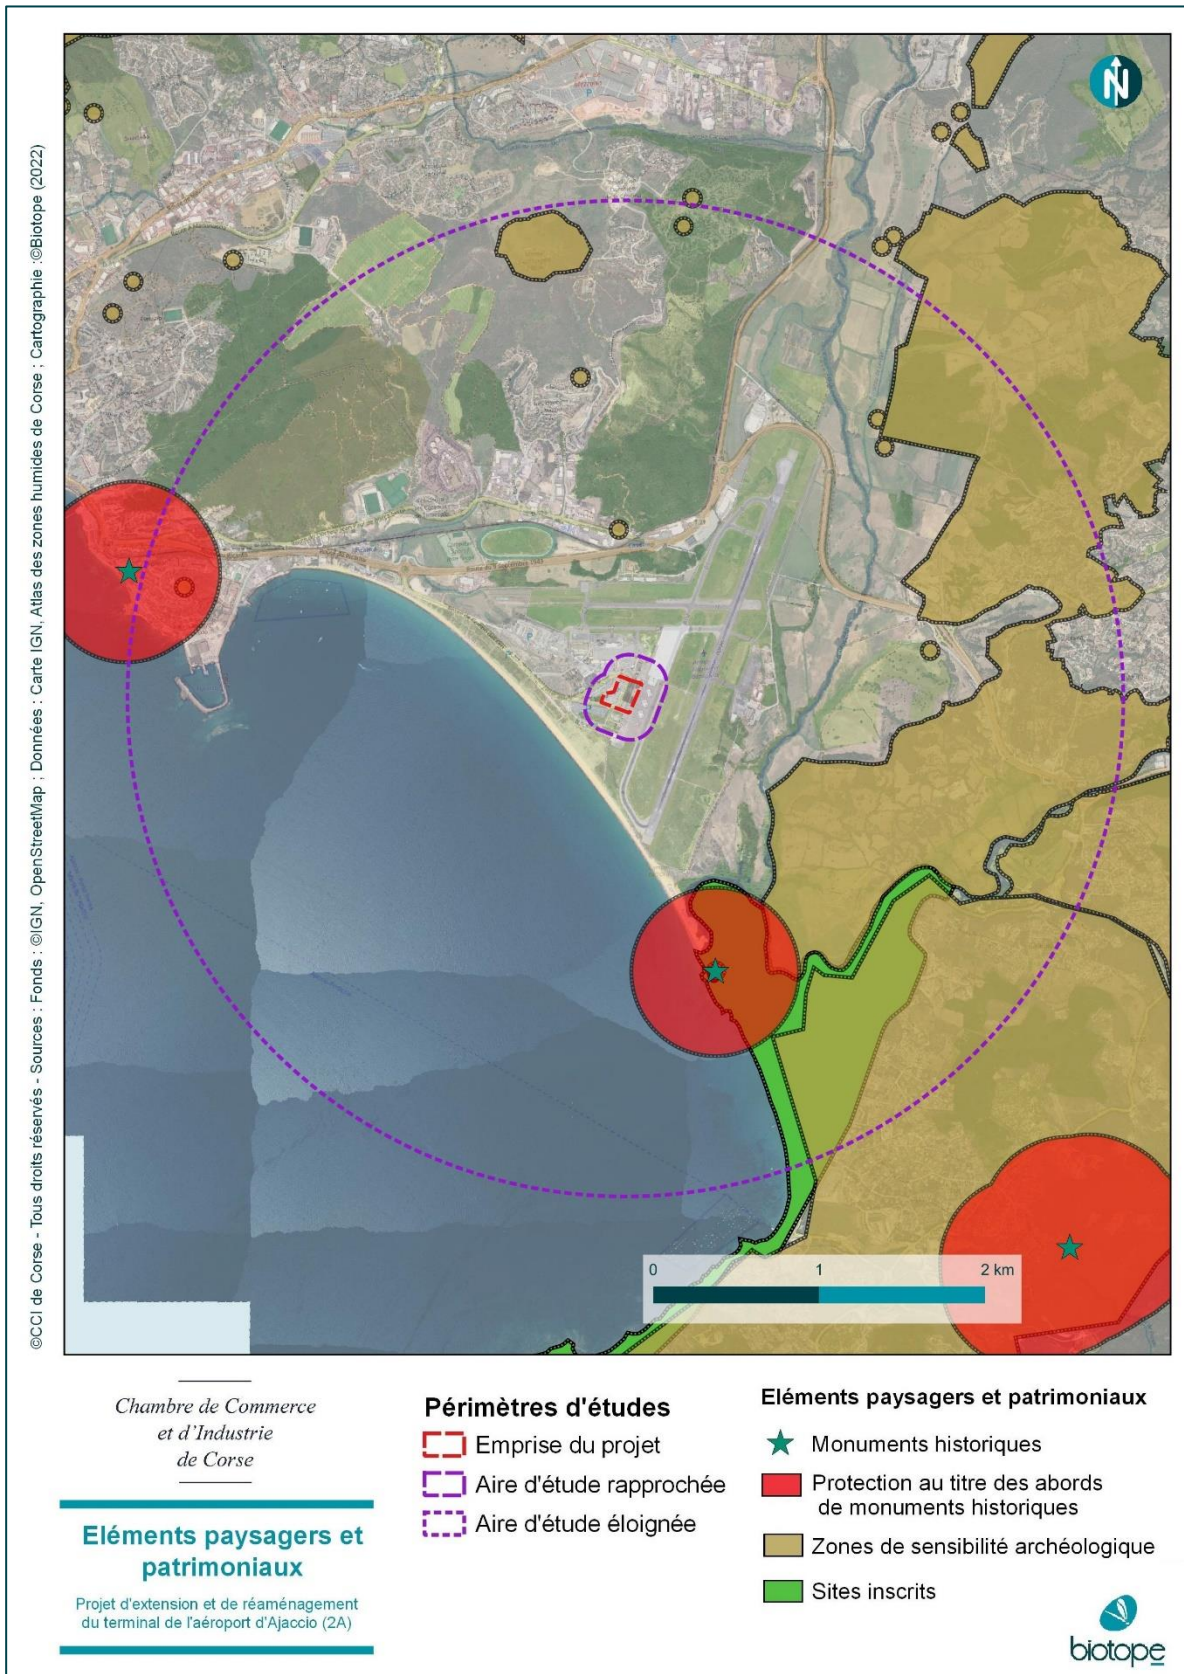 ©CCI de Corse - Tous droits réservés - Sources : Fonds : ©IGN, OpenStreetMap ; Données : Carte IGN, Atlas des zones humides de Corse ; Cartographie :©Biotope (2022)
N
0 1 2 km
Chambre de Commerce
et d'Industrie
de Corse
Eléments paysagers et
patrimoniaux
Projet d'extension et de réaménagement
du terminal de l'aéroport d'Ajaccio (2A)
Périmètres d'études
Emprise du projet
Aire d'étude rapprochée
Aire d'étude éloignée
Eléments paysagers et patrimoniaux
Monuments historiques
Protection au titre des abords
de monuments historiques
Zones de sensibilité archéologique
Sites inscrits
biotope